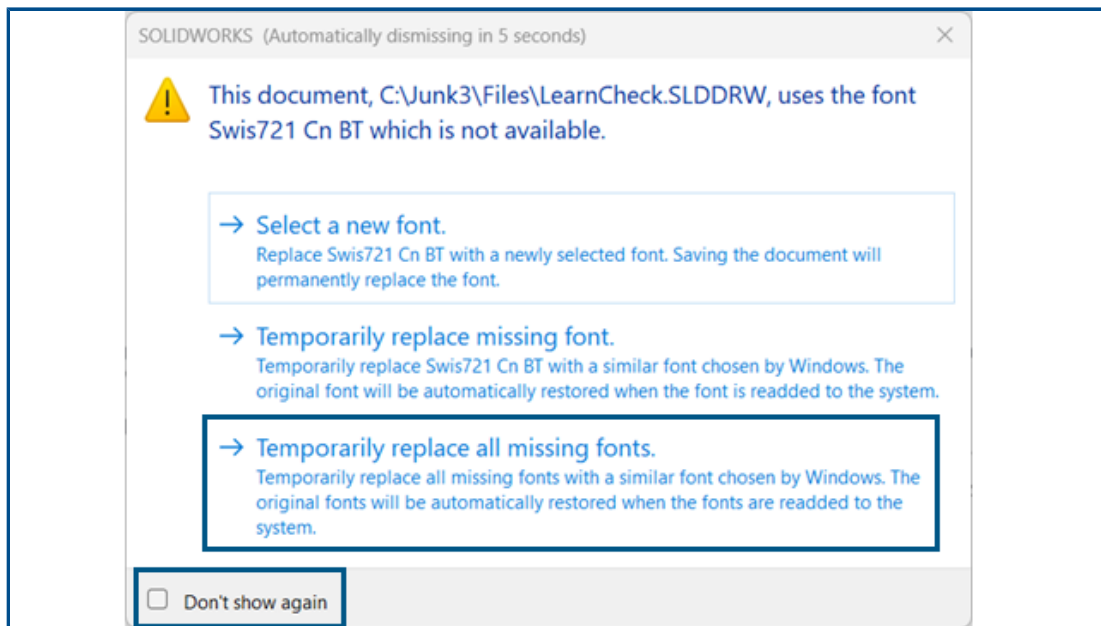 SOLIDWORKS (Automatically dismissing in 5 seconds)
This document, C:\Junk3\Files\LearnCheck.SLDDRW, uses the font
Swis721 Cn BT which is not available.
Select a new font.
Replace Swis721 Cn BT with a newly selected font. Saving the document will
permanently replace the font.
Temporarily replace missing font.
Temporarily replace Swis721 Cn BT with a similar font chosen by Windows. The
original font will be automatically restored when the font is readded to the system.
Temporarily replace all missing fonts.
Temporarily replace all missing fonts with a similar font chosen by Windows. The
original fonts will be automatically restored when the fonts are readded to the
system.
Don't show again